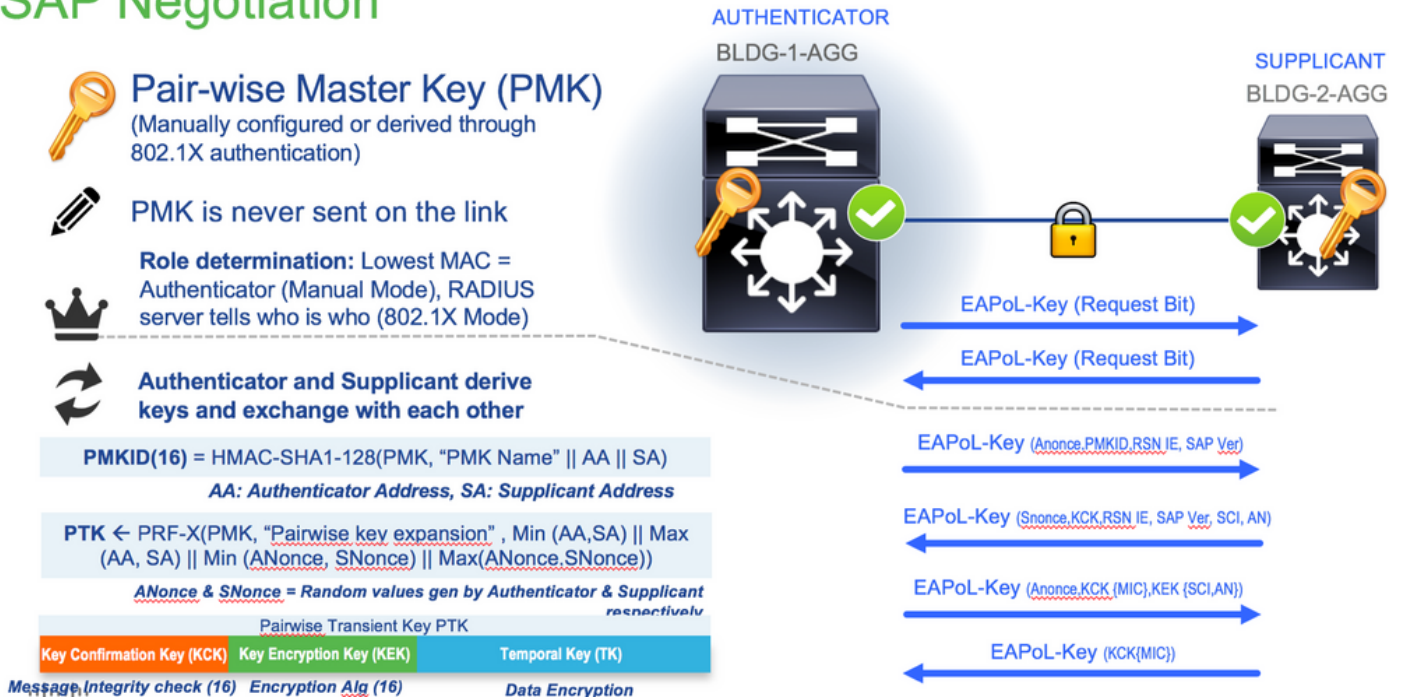 SAP Negotiation
Pair-wise Master Key (PMK)
(Manually configured or derived through
802.1X authentication)
PMK is never sent on the link
Role determination: Lowest MAC =
Authenticator (Manual Mode), RADIUS
server tells who is who (802.1X Mode)
Authenticator and Supplicant derive
keys and exchange with each other
PMKID(16) = HMAC-SHA1-128(PMK, “PMK Name” || AA || SA)
AA: Authenticator Address, SA: Supplicant Address
PTK ← PRF-X(PMK, “Pairwise key expansion” , Min (AA,SA) || Max
(AA, SA) || Min (ANonce, SNonce) || Max(ANonce,SNonce))
ANonce & SNonce = Random values gen by Authenticator & Supplicant
respectively
Pairwise Transient Key PTK
Key Confirmation Key (KCK) Key Encryption Key (KEK) Temporal Key (TK)
Message Integrity check (16) Encryption Alg (16) Data Encryption
AUTHENTICATOR
BLDG-1-AGG
SUPPLICANT
BLDG-2-AGG
EAPoL-Key (Request Bit)
EAPoL-Key (Request Bit)
EAPoL-Key (Anonce,PMKID,RSN IE, SAP Ver)
EAPoL-Key (Snonce,KCK,RSN IE, SAP Ver, SCI, AN)
EAPoL-Key (Anonce,KCK {MIC},KEK {SCI,AN})
EAPoL-Key (KCK{MIC})